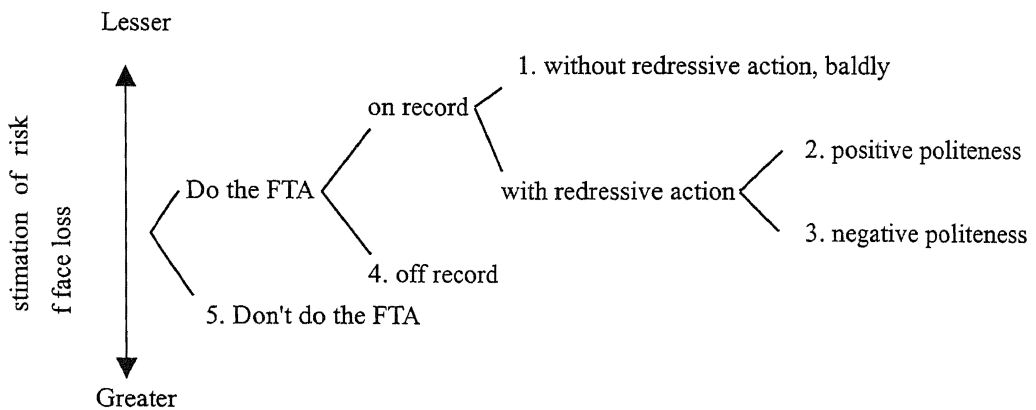 Lesser
1. without redressive action, baldly
on record
2. positive politeness
Do the FTA
with redressive action
3. negative politeness
4. off record
5. Don't do the FTA
Greater
stimation of risk
f face loss